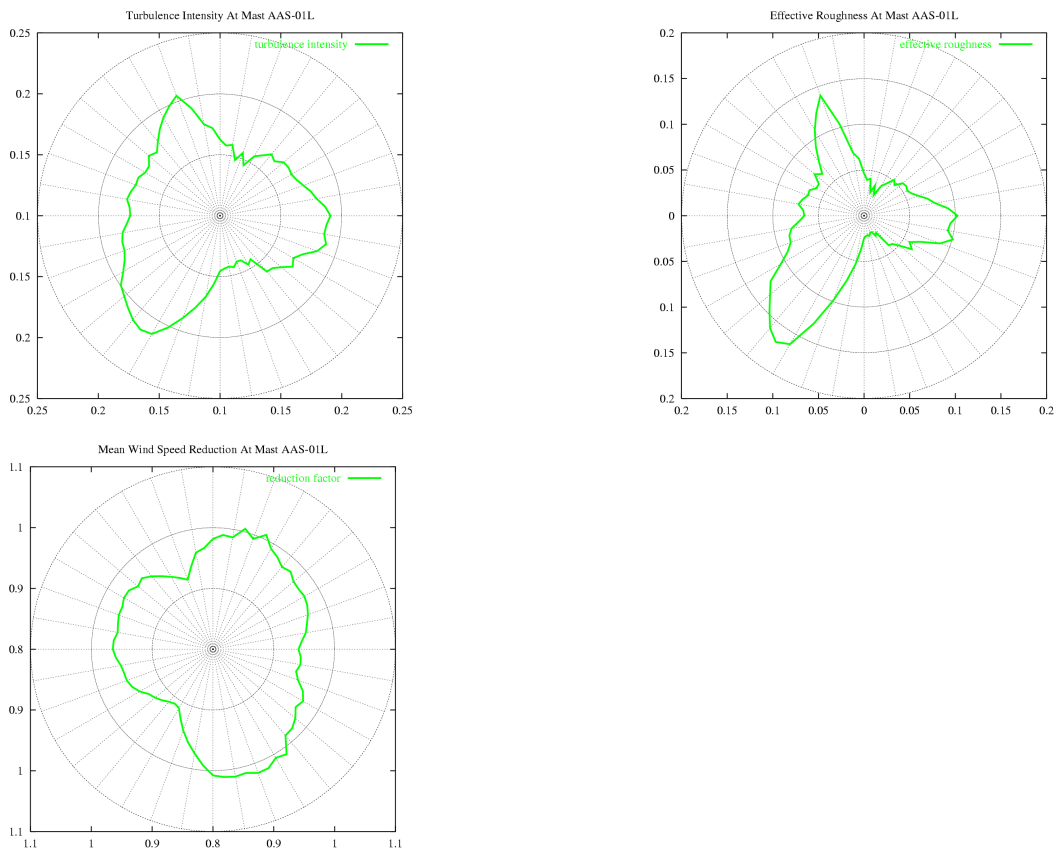 Turbulence Intensity At Mast AAS-01L
0.25
turbulence intensity
0.2
0.15
0.1
0.15
0.2
0.25
0.25 0.2 0.15 0.1 0.15 0.2 0.25
Effective Roughness At Mast AAS-01L
0.2
effective roughness
0.15
0.1
0.05
0
0.05
0.1
0.15
0.2
0.2 0.15 0.1 0.05 0 0.05 0.1 0.15 0.2
Mean Wind Speed Reduction At Mast AAS-01L
1.1
reduction factor
1
0.9
0.8
0.9
1
1.1
1.1 1 0.9 0.8 0.9 1 1.1